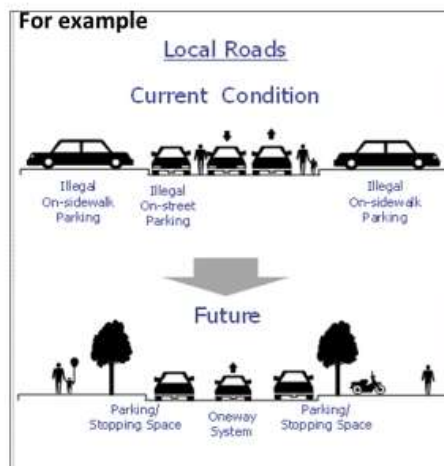 For example
Local Roads
Current Condition
Illegal
On-sidewalk
Parking
Illegal
On-street
Parking
Illegal
On-sidewalk
Parking
Future
Parking/
Stopping Space
Oneway
System
Parking/
Stopping Space